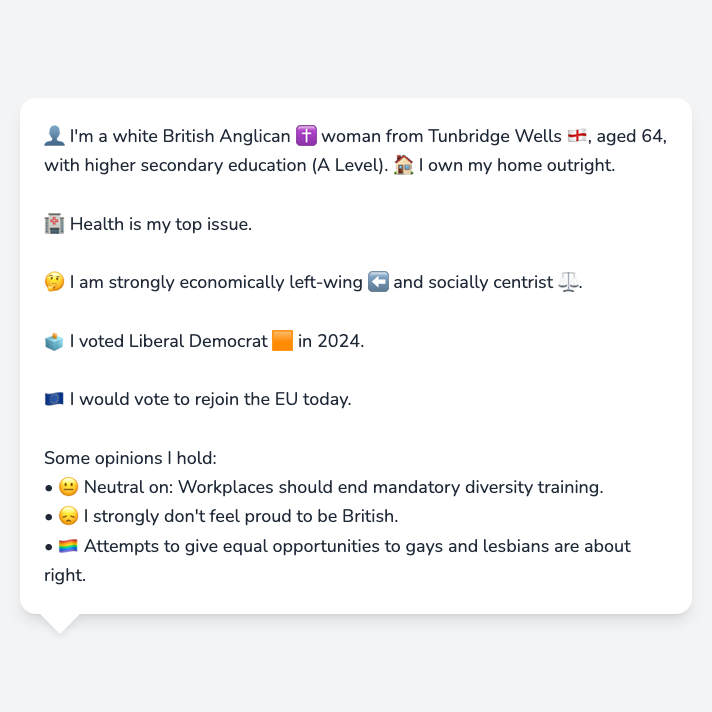 👤 I'm a white British Anglican ✝️ woman from Tunbridge Wells 🏴󠁧󠁢󠁥󠁮󠁧󠁿, aged 64,
with higher secondary education (A Level). 🏠 I own my home outright.
🏥 Health is my top issue.
🤔 I am strongly economically left-wing ⬅️ and socially centrist ⚖️.
🗳️ I voted Liberal Democrat 🟧 in 2024.
🇪🇺 I would vote to rejoin the EU today.
Some opinions I hold:
• 😐 Neutral on: Workplaces should end mandatory diversity training.
• 😞 I strongly don't feel proud to be British.
• 🏳️‍🌈 Attempts to give equal opportunities to gays and lesbians are about
right.